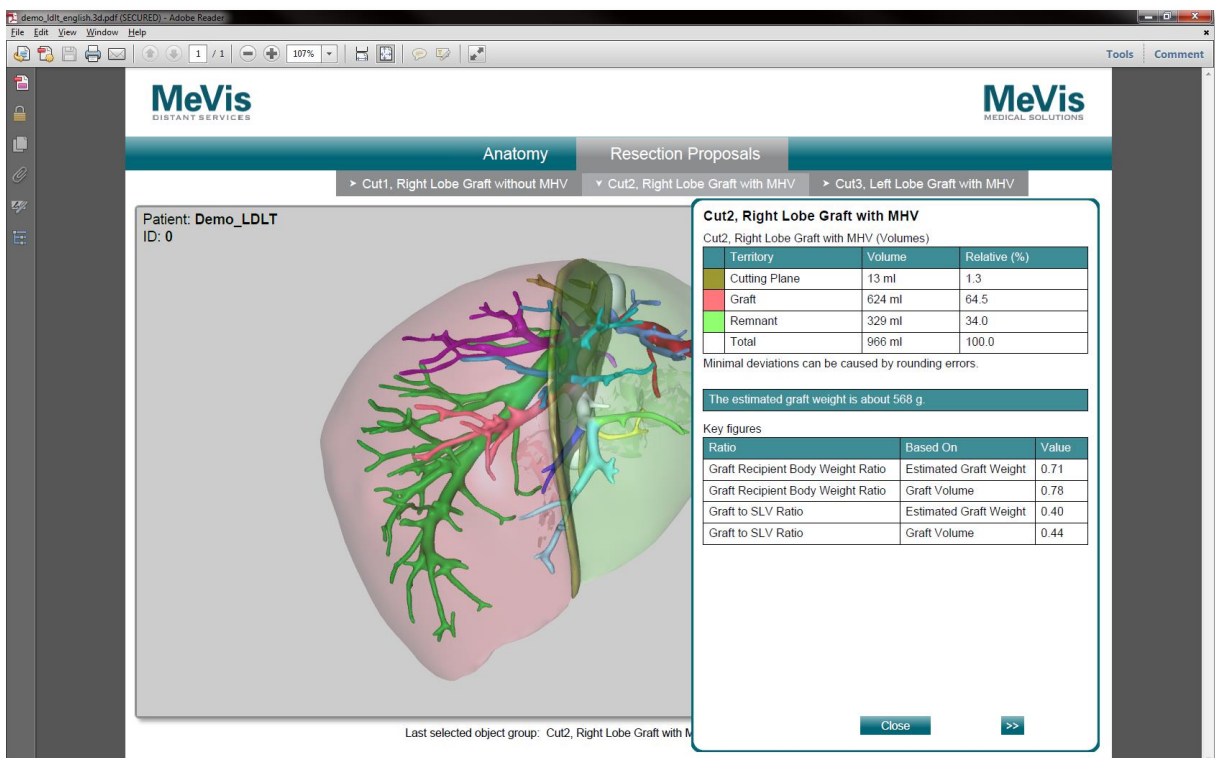 demo_ldlt_english.3d.pdf (SECURED) - Adobe Reader
File Edit View Window Help
1 / 1 107% Tools Comment
MeVis
DISTANT SERVICES
MeVis
MEDICAL SOLUTIONS
Anatomy Resection Proposals
Cut1, Right Lobe Graft without MHV Cut2, Right Lobe Graft with MHV Cut3, Left Lobe Graft with MHV
Patient: Demo_LDLT
ID: 0
Cut2, Right Lobe Graft with MHV
Cut2, Right Lobe Graft with MHV (Volumes)
Territory Volume Relative (%)
Cutting Plane 13 ml 1.3
Graft 624 ml 64.5
Remnant 329 ml 34.0
Total 966 ml 100.0
Minimal deviations can be caused by rounding errors.
The estimated graft weight is about 568 g.
Key figures
Ratio Based On Value
Graft Recipient Body Weight Ratio Estimated Graft Weight 0.71
Graft Recipient Body Weight Ratio Graft Volume 0.78
Graft to SLV Ratio Estimated Graft Weight 0.40
Graft to SLV Ratio Graft Volume 0.44
Close >>
Last selected object group: Cut2, Right Lobe Graft with M